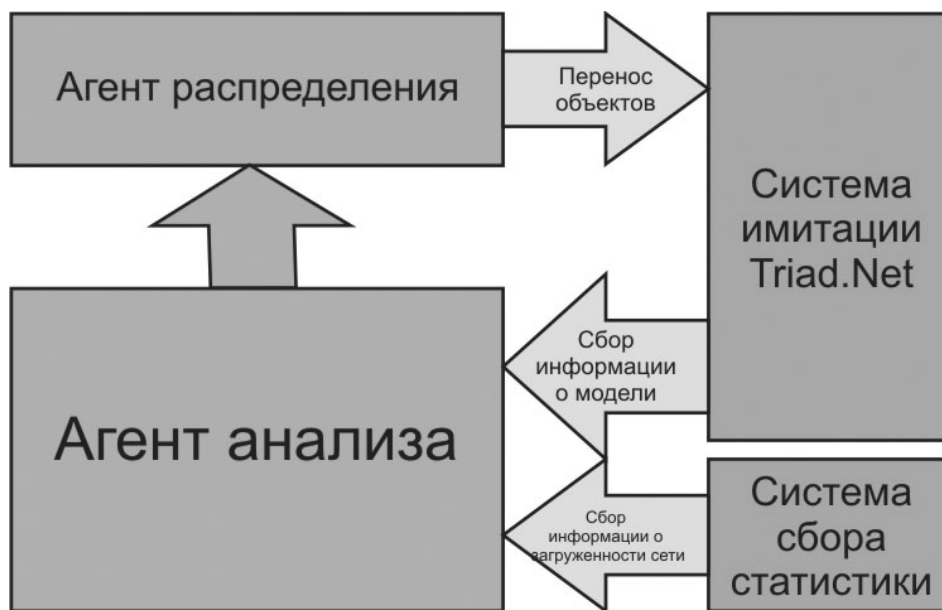 Агент распределения
Перенос
объектов
Система
имитации
Triad.Net
Сбор
информации
о модели
Агент анализа
Сбор
информации о
загруженности сети
Система
сбора
статистики